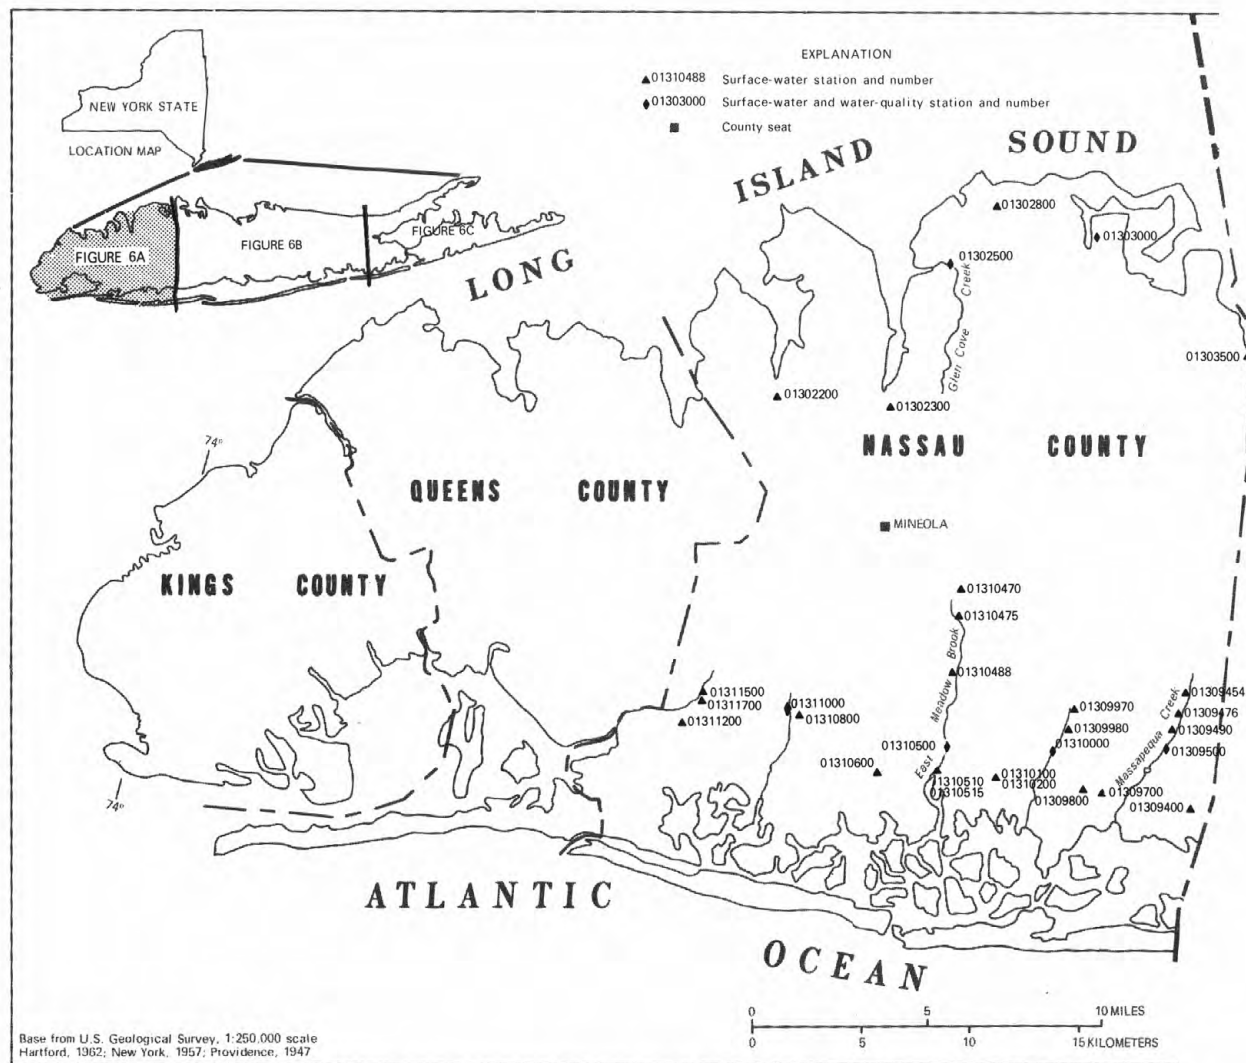 EXPLANATION
01310488 Surface-water station and number
01303000 Surface-water and water-quality station and number
County seat
NEW YORK STATE
LOCATION MAP
FIGURE 6A
FIGURE 6B
FIGURE 6C
LONG
ISLAND
SOUND
01302800
01303000
01302500
Glen Cove Creek
01303500
01302200
01302300
NASSAU COUNTY
74°
QUEENS COUNTY
MINEOLA
KINGS COUNTY
01310470
01310475
East Meadow Brook
01310488
01311500
01311700
01311200
01311000
01310800
01309970
01309980
01310000
01309454
01309476
01309490
01309500
Massapequa Creek
01310500
01310600
01310510
01310515
01310100
01310200
01309800
01309700
01309400
74°
ATLANTIC
OCEAN
0 5 10 MILES
0 5 10 15 KILOMETERS
Base from U.S. Geological Survey, 1:250,000 scale
Hartford, 1962; New York, 1957; Providence, 1947